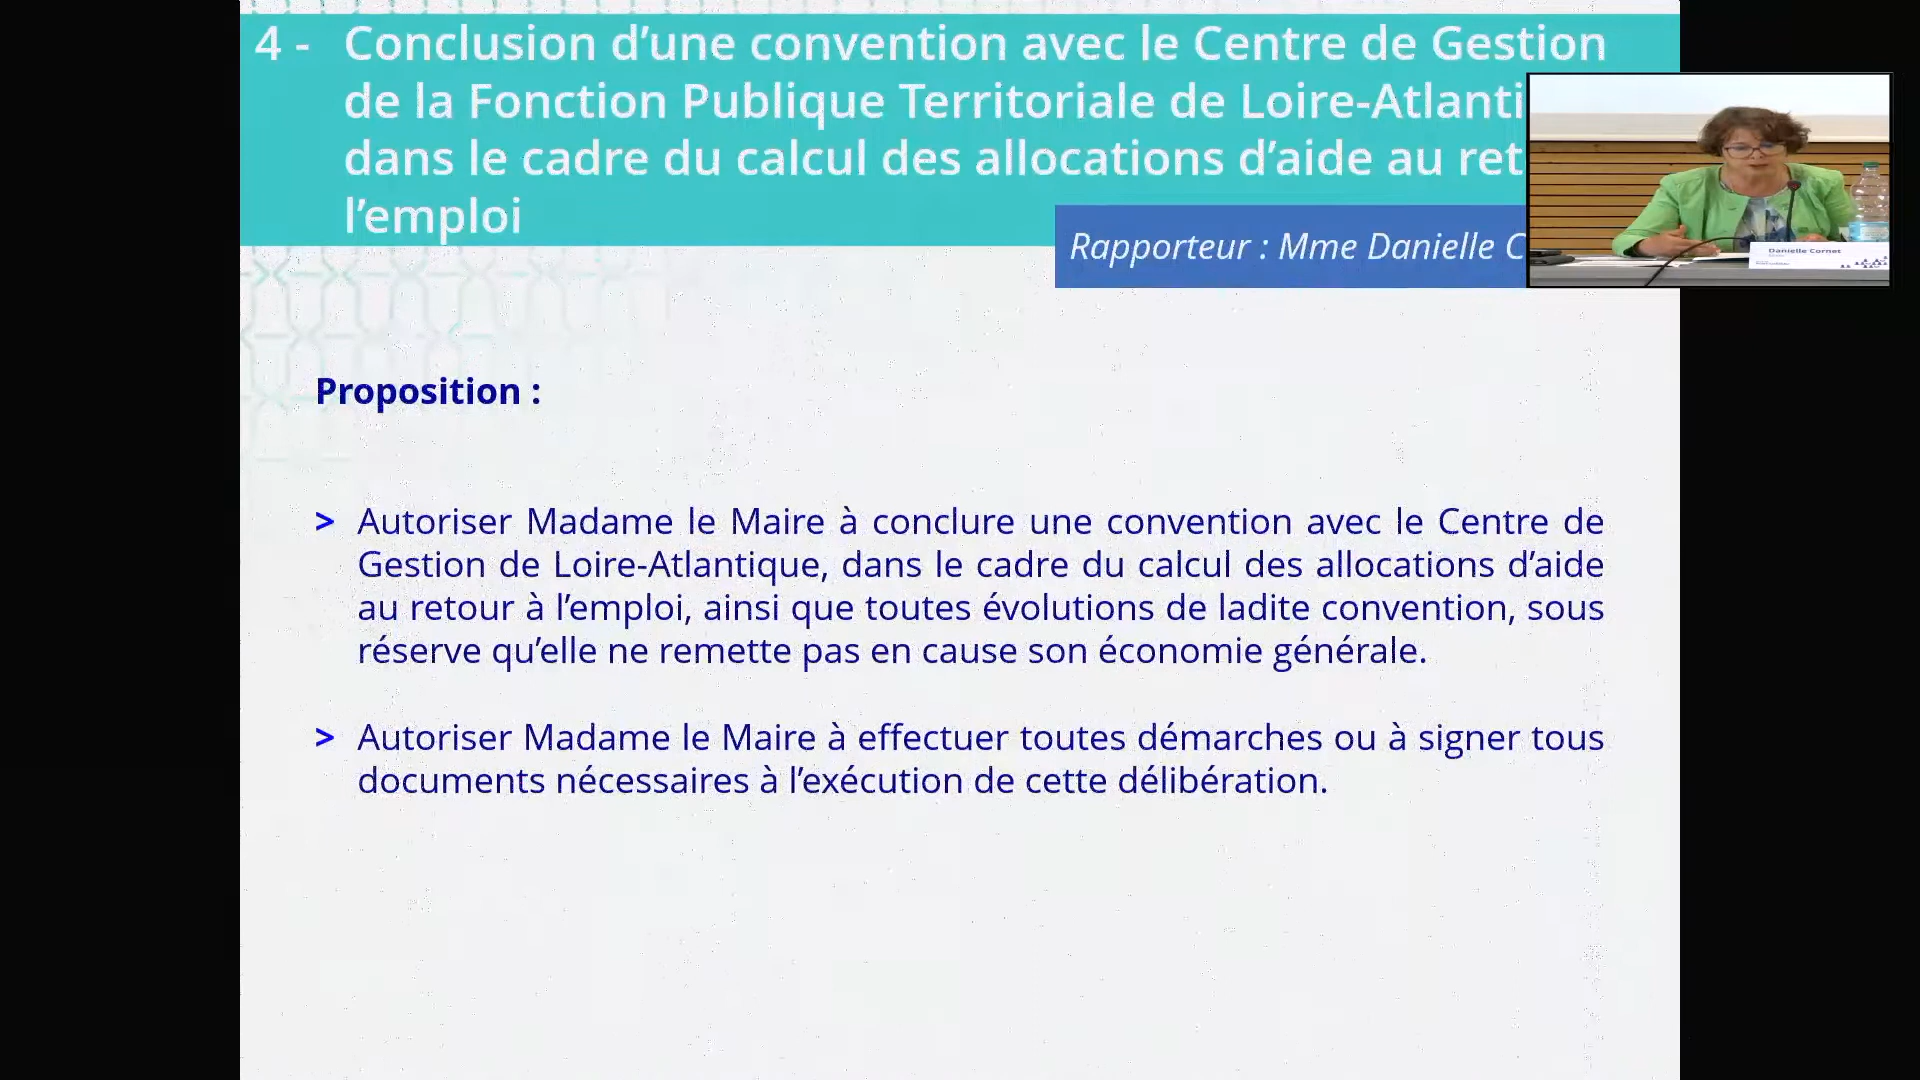 4 - Conclusion d’une convention avec le Centre de Gestion
de la Fonction Publique Territoriale de Loire-Atlanti
dans le cadre du calcul des allocations d’aide au ret
l’emploi
Rapporteur : Mme Danielle C
Danielle Cornet
Proposition :
> Autoriser Madame le Maire à conclure une convention avec le Centre de
Gestion de Loire-Atlantique, dans le cadre du calcul des allocations d’aide
au retour à l’emploi, ainsi que toutes évolutions de ladite convention, sous
réserve qu’elle ne remette pas en cause son économie générale.
> Autoriser Madame le Maire à effectuer toutes démarches ou à signer tous
documents nécessaires à l’exécution de cette délibération.